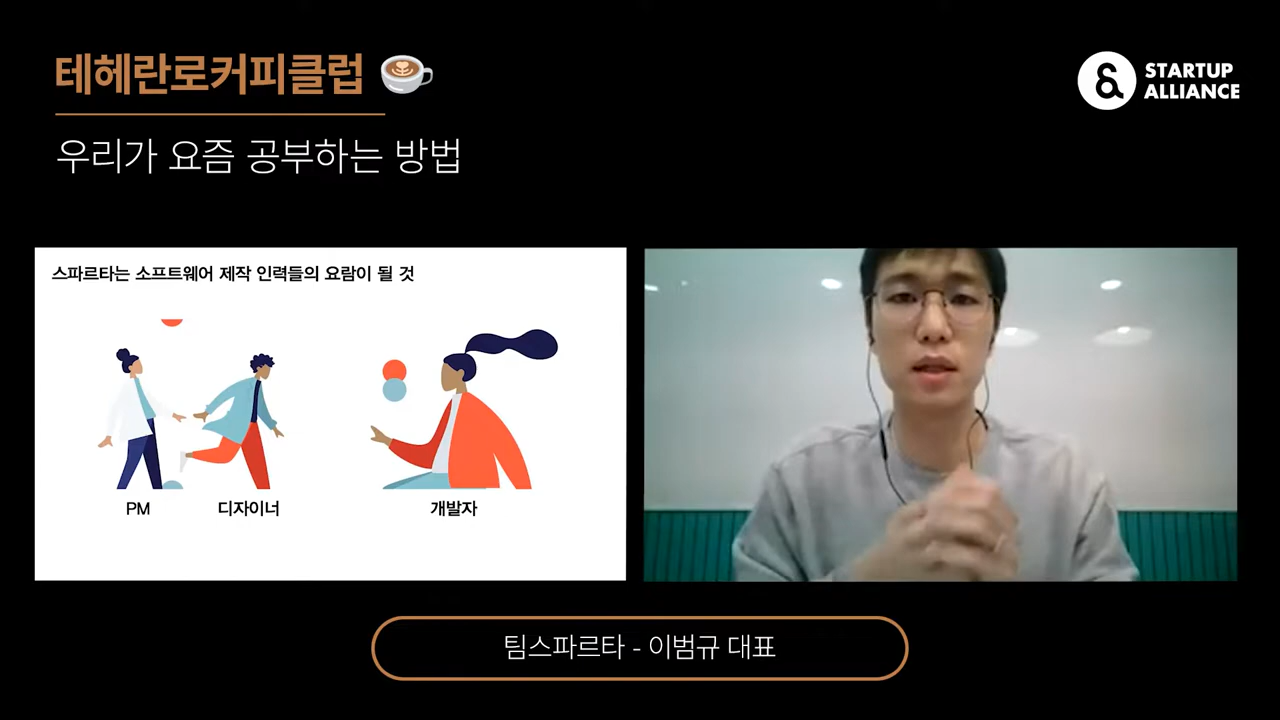 테헤란로커피클럽
우리가 요즘 공부하는 방법
STARTUP
ALLIANCE
스파르타는 소프트웨어 제작 인력들의 요람이 될 것
PM
디자이너
개발자
팀스파르타 - 이범규 대표